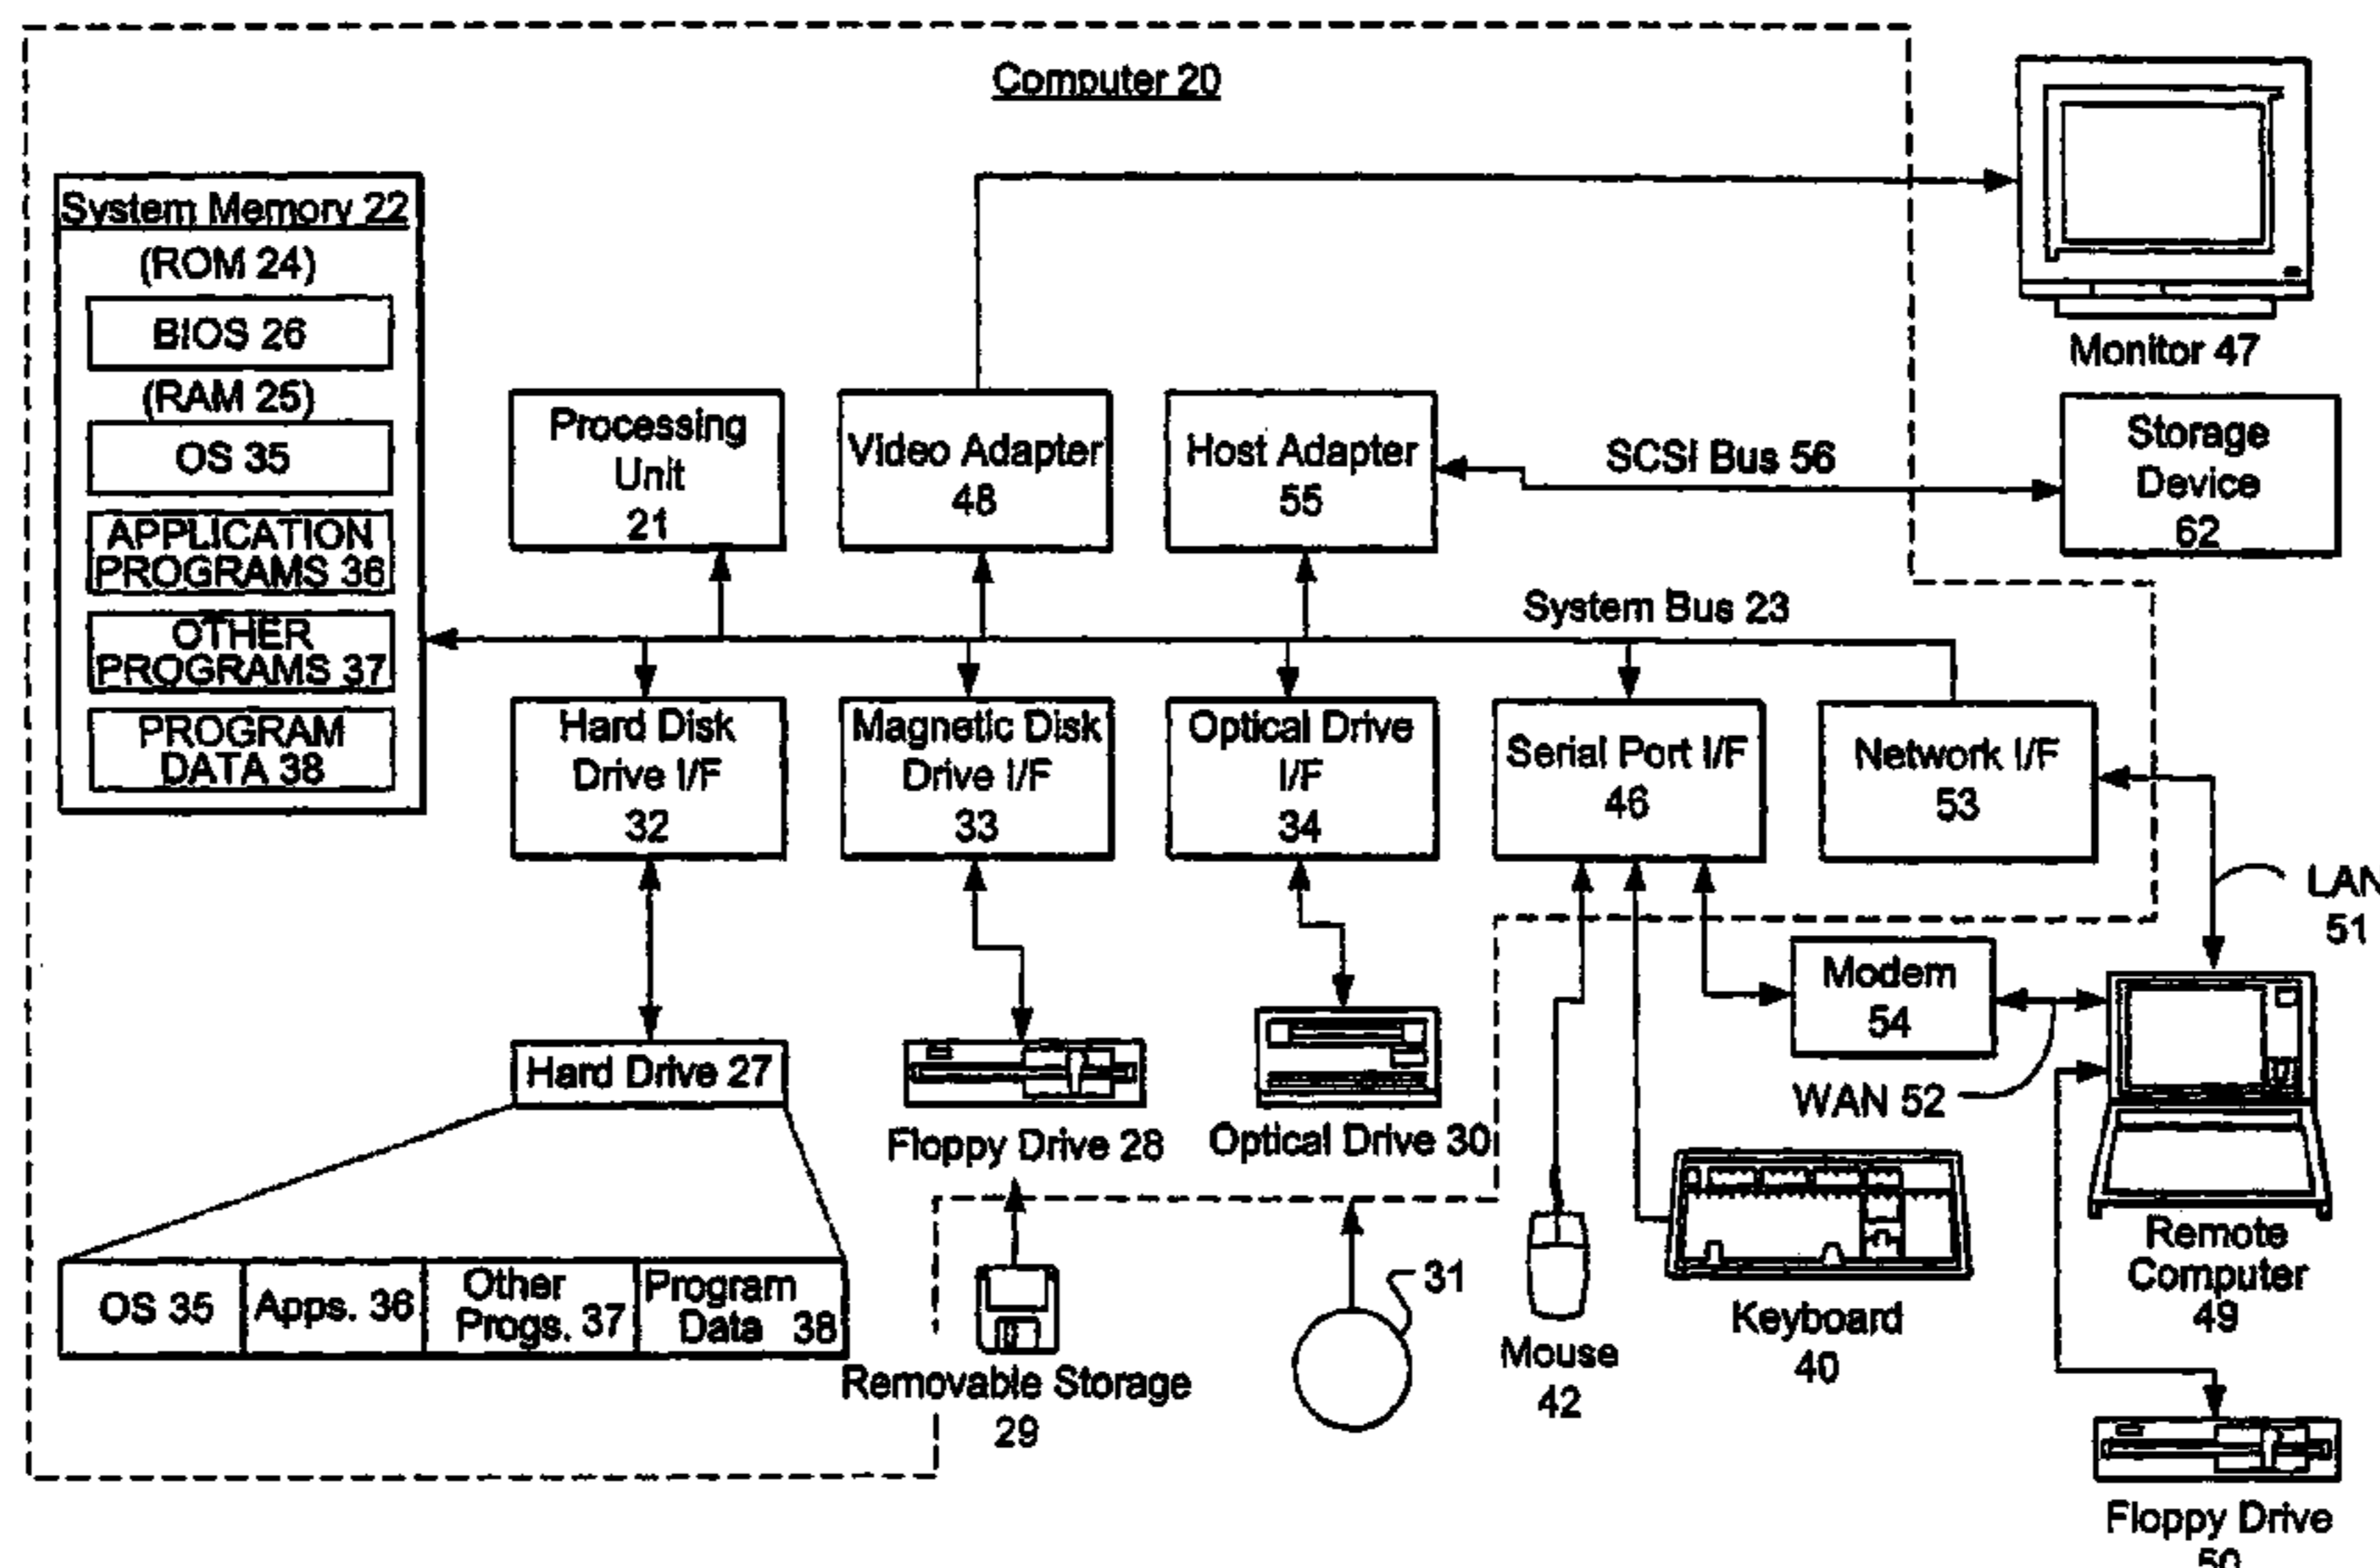 Computer 20
System Memory 22
(ROM 24)
BIOS 26
(RAM 25)
OS 35
APPLICATION
PROGRAMS 36
OTHER
PROGRAMS 37
PROGRAM
DATA 38
Processing
Unit
21
Video Adapter
48
Host Adapter
55
SCSI Bus 56
Monitor 47
Storage
Device
62
System Bus 23
Hard Disk
Drive I/F
32
Magnetic Disk
Drive I/F
33
Optical Drive
I/F
34
Serial Port I/F
46
Network I/F
53
LAN
51
Modem
54
WAN 52
Hard Drive 27
Floppy Drive 28
Optical Drive 30
OS 35
Apps. 36
Other
Progs. 37
Program
Data 38
Removable Storage
29
31
Mouse
42
Keyboard
40
Remote
Computer
49
Floppy Drive
50